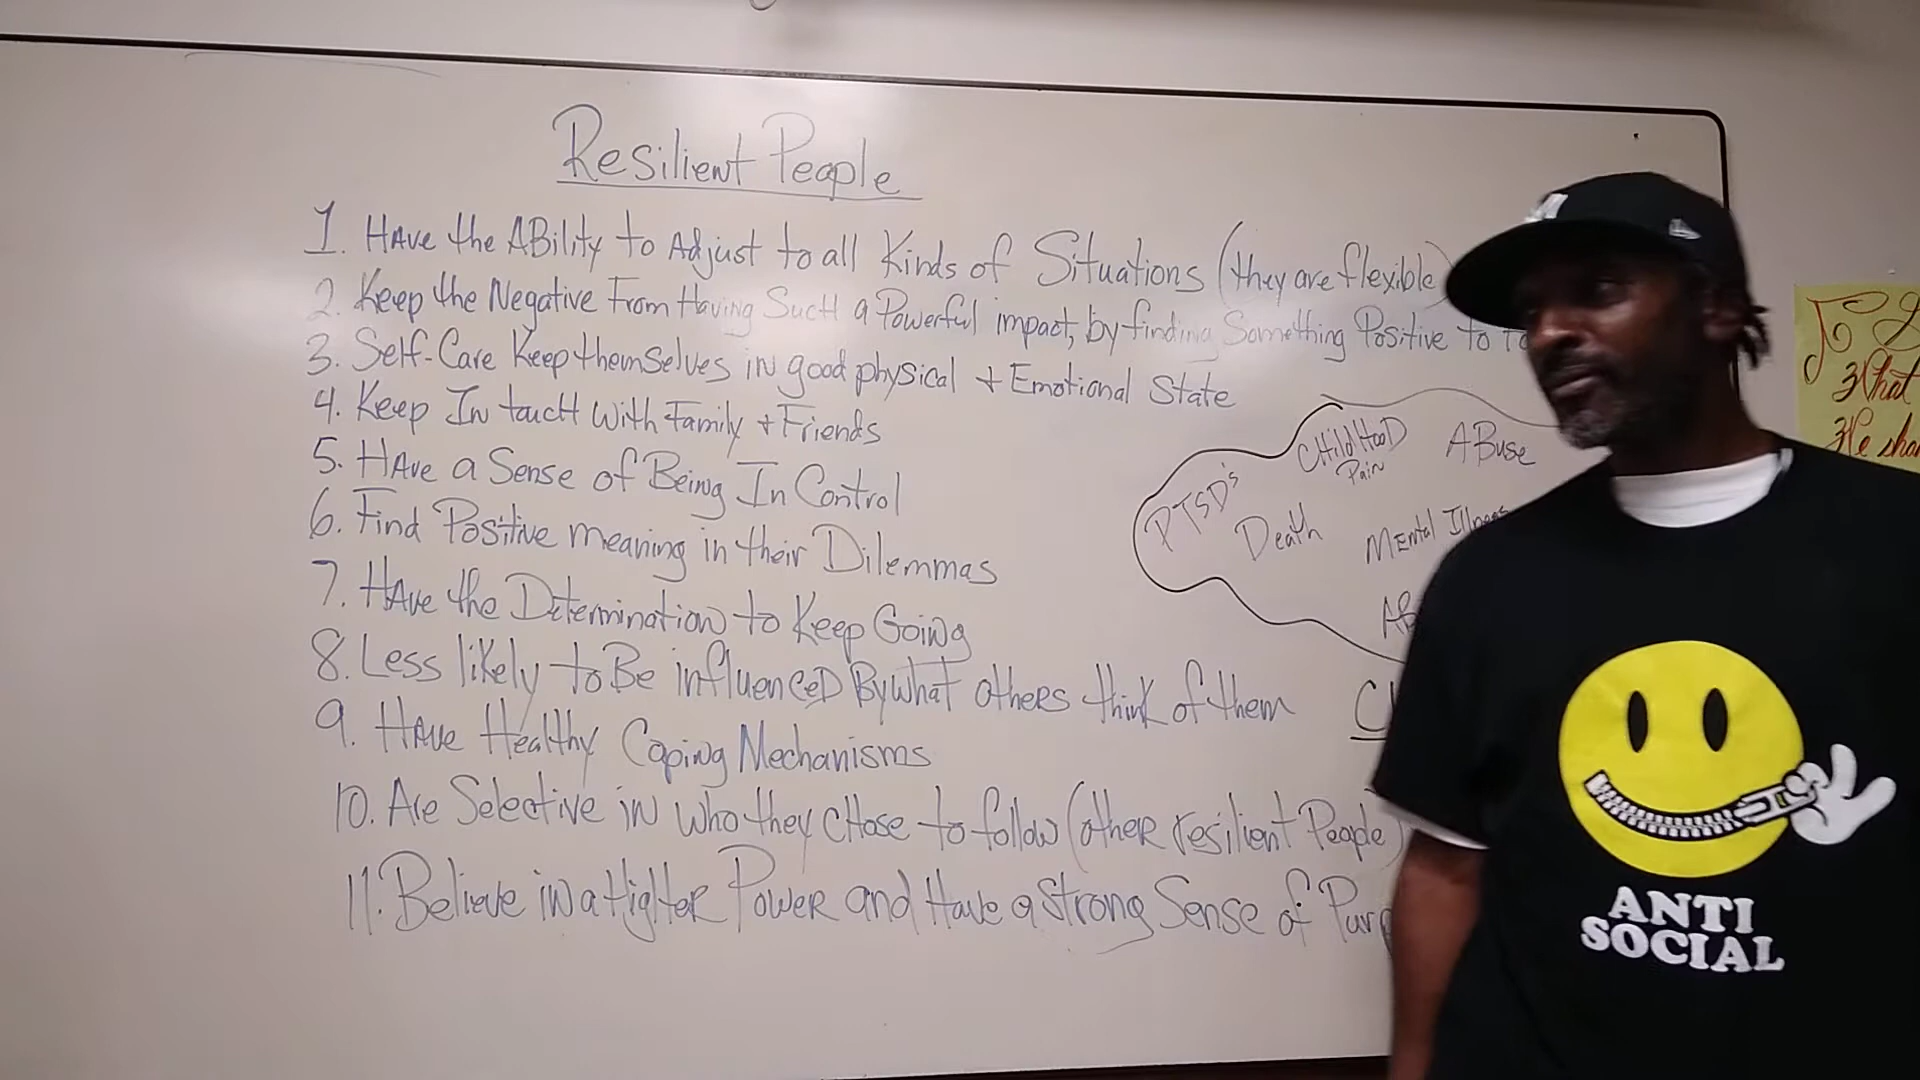 Resilient People
1. Have the Ability to Adjust to all Kinds of Situations (they are flexible)
2. Keep the Negative From Having Such a Powerful impact, by finding Something Positive to
3. Self-Care Keep themselves in good physical + Emotional State
4. Keep In touch With Family + Friends
5. Have a Sense of Being In Control
6. Find Positive meaning in their Dilemmas
7. Have the Determination to Keep Going
8. Less likely to Be influenced By what others think of them
9. Have Healthy Coping Mechanisms
10. Are Selective in who they chose to follow (other resilient People)
11. Believe in a Higher Power and Have a strong Sense of Purp
CHildHooD
Pain
ABuse
PTSD's
Death
Mental Illness
AB
What
He
ANTI
SOCIAL